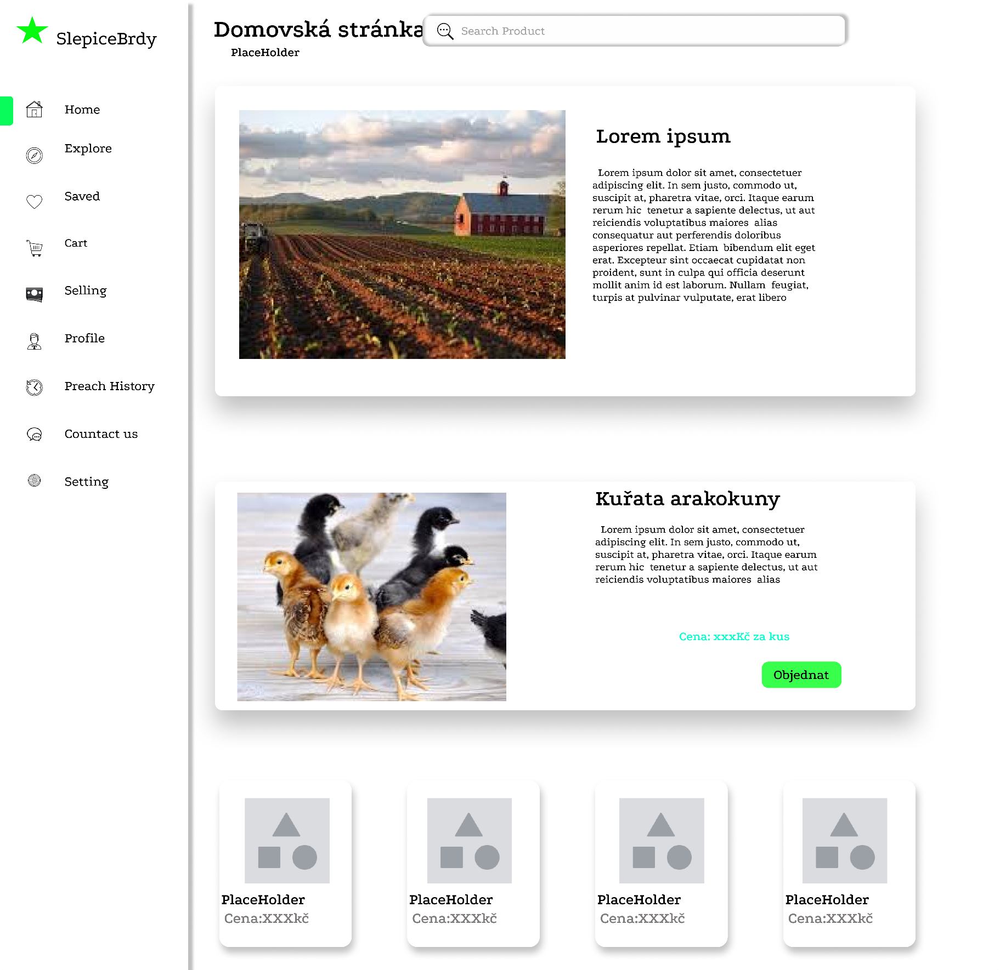 SlepiceBrdy
Home
Explore
Saved
Cart
Selling
Profile
Preach History
Countact us
Setting
Domovská stránka
PlaceHolder
Search Product
Lorem ipsum
Lorem ipsum dolor sit amet, consectetuer
adipiscing elit. In sem justo, commodo ut,
suscipit at, pharetra vitae, orci. Itaque earum
rerum hic tenetur a sapiente delectus, ut aut
reiciendis voluptatibus maiores alias
consequatur aut perferendis doloribus
asperiores repellat. Etiam bibendum elit eget
erat. Excepteur sint occaecat cupidatat non
proident, sunt in culpa qui officia deserunt
mollit anim id est laborum. Nullam feugiat,
turpis at pulvinar vulputate, erat libero
Kuřata arakokuny
Lorem ipsum dolor sit amet, consectetuer
adipiscing elit. In sem justo, commodo ut,
suscipit at, pharetra vitae, orci. Itaque earum
rerum hic tenetur a sapiente delectus, ut aut
reiciendis voluptatibus maiores alias
Cena: xxxKč za kus
Objednat
PlaceHolder
Cena:XXXkč
PlaceHolder
Cena:XXXkč
PlaceHolder
Cena:XXXkč
PlaceHolder
Cena:XXXkč